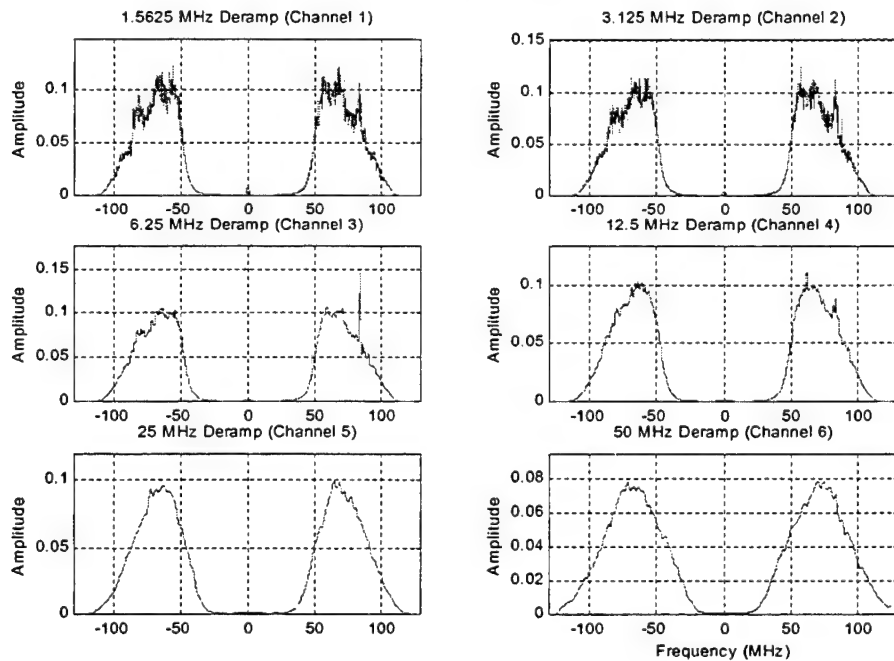 1.5625 MHz Deramp (Channel 1)
3.125 MHz Deramp (Channel 2)
Amplitude
0.1
0.05
0
-100 -50 0 50 100
Amplitude
0.15
0.1
0.05
0
-100 -50 0 50 100
6.25 MHz Deramp (Channel 3)
12.5 MHz Deramp (Channel 4)
Amplitude
0.15
0.1
0.05
0
-100 -50 0 50 100
Amplitude
0.1
0.05
0
-100 -50 0 50 100
25 MHz Deramp (Channel 5)
50 MHz Deramp (Channel 6)
Amplitude
0.1
0.05
0
-100 -50 0 50 100
Amplitude
0.08
0.06
0.04
0.02
0
-100 -50 0 50 100
Frequency (MHz)